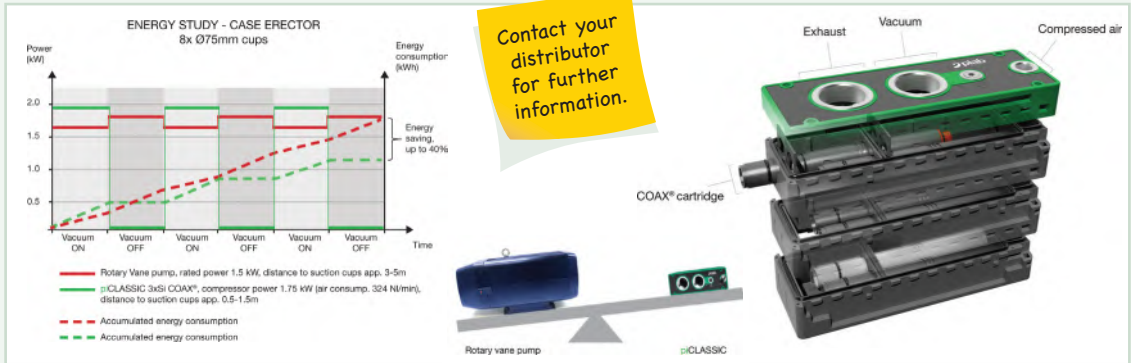 ENERGY STUDY - CASE ERECTOR
8x Ø75mm cups
Power
(kW)
Energy
consumption
(kWh)
2.0
1.5
1.0
0.5
Energy
saving,
up to 40%
Vacuum
ON
Vacuum
OFF
Vacuum
ON
Vacuum
OFF
Vacuum
ON
Vacuum
OFF
Time
Rotary Vane pump, rated power 1.5 kW, distance to suction cups app. 3-5m
piCLASSIC 3xSi COAX®, compressor power 1.75 kW (air consump. 324 Nl/min),
distance to suction cups app. 0.5-1.5m
Accumulated energy consumption
Accumulated energy consumption
Contact your
distributor
for further
information.
Rotary vane pump
piCLASSIC
Exhaust
Vacuum
Compressed air
piab
COAX® cartridge